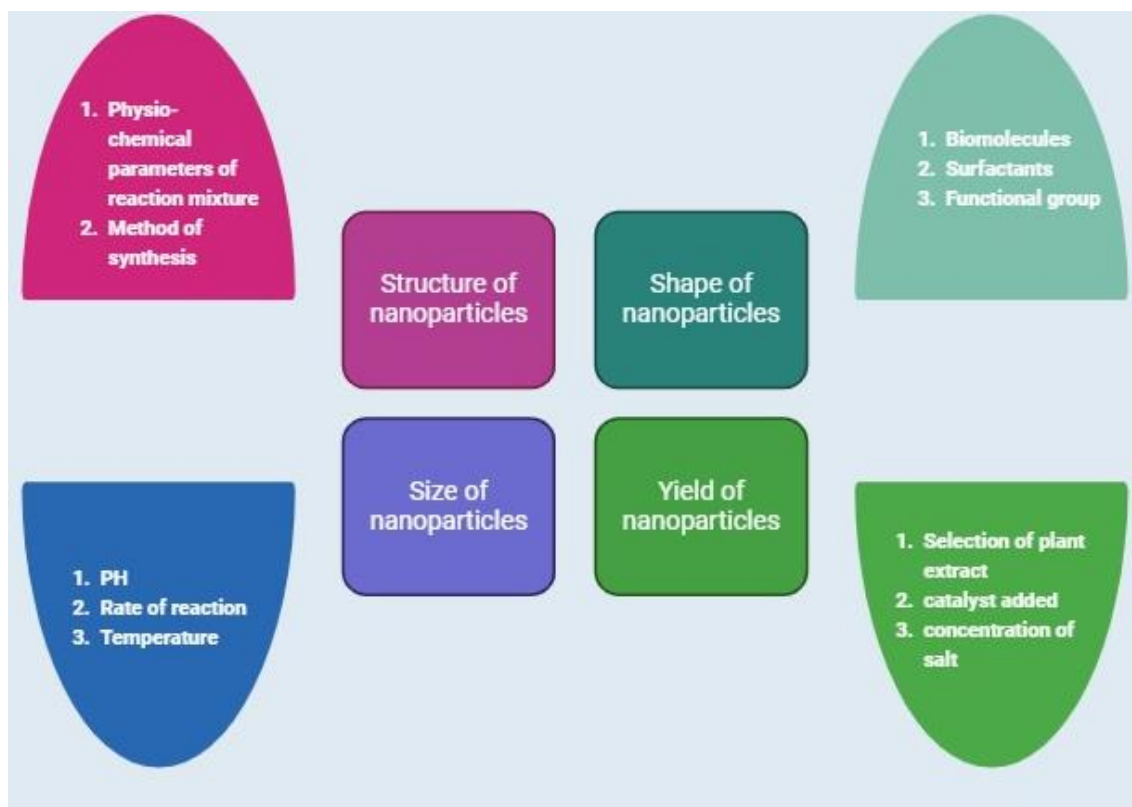 1. Physio-
chemical
parameters of
reaction mixture
2. Method of
synthesis
1. Biomolecules
2. Surfactants
3. Functional group
Structure of
nanoparticles
Shape of
nanoparticles
Size of
nanoparticles
Yield of
nanoparticles
1. PH
2. Rate of reaction
3. Temperature
1. Selection of plant
extract
2. catalyst added
3. concentration of
salt